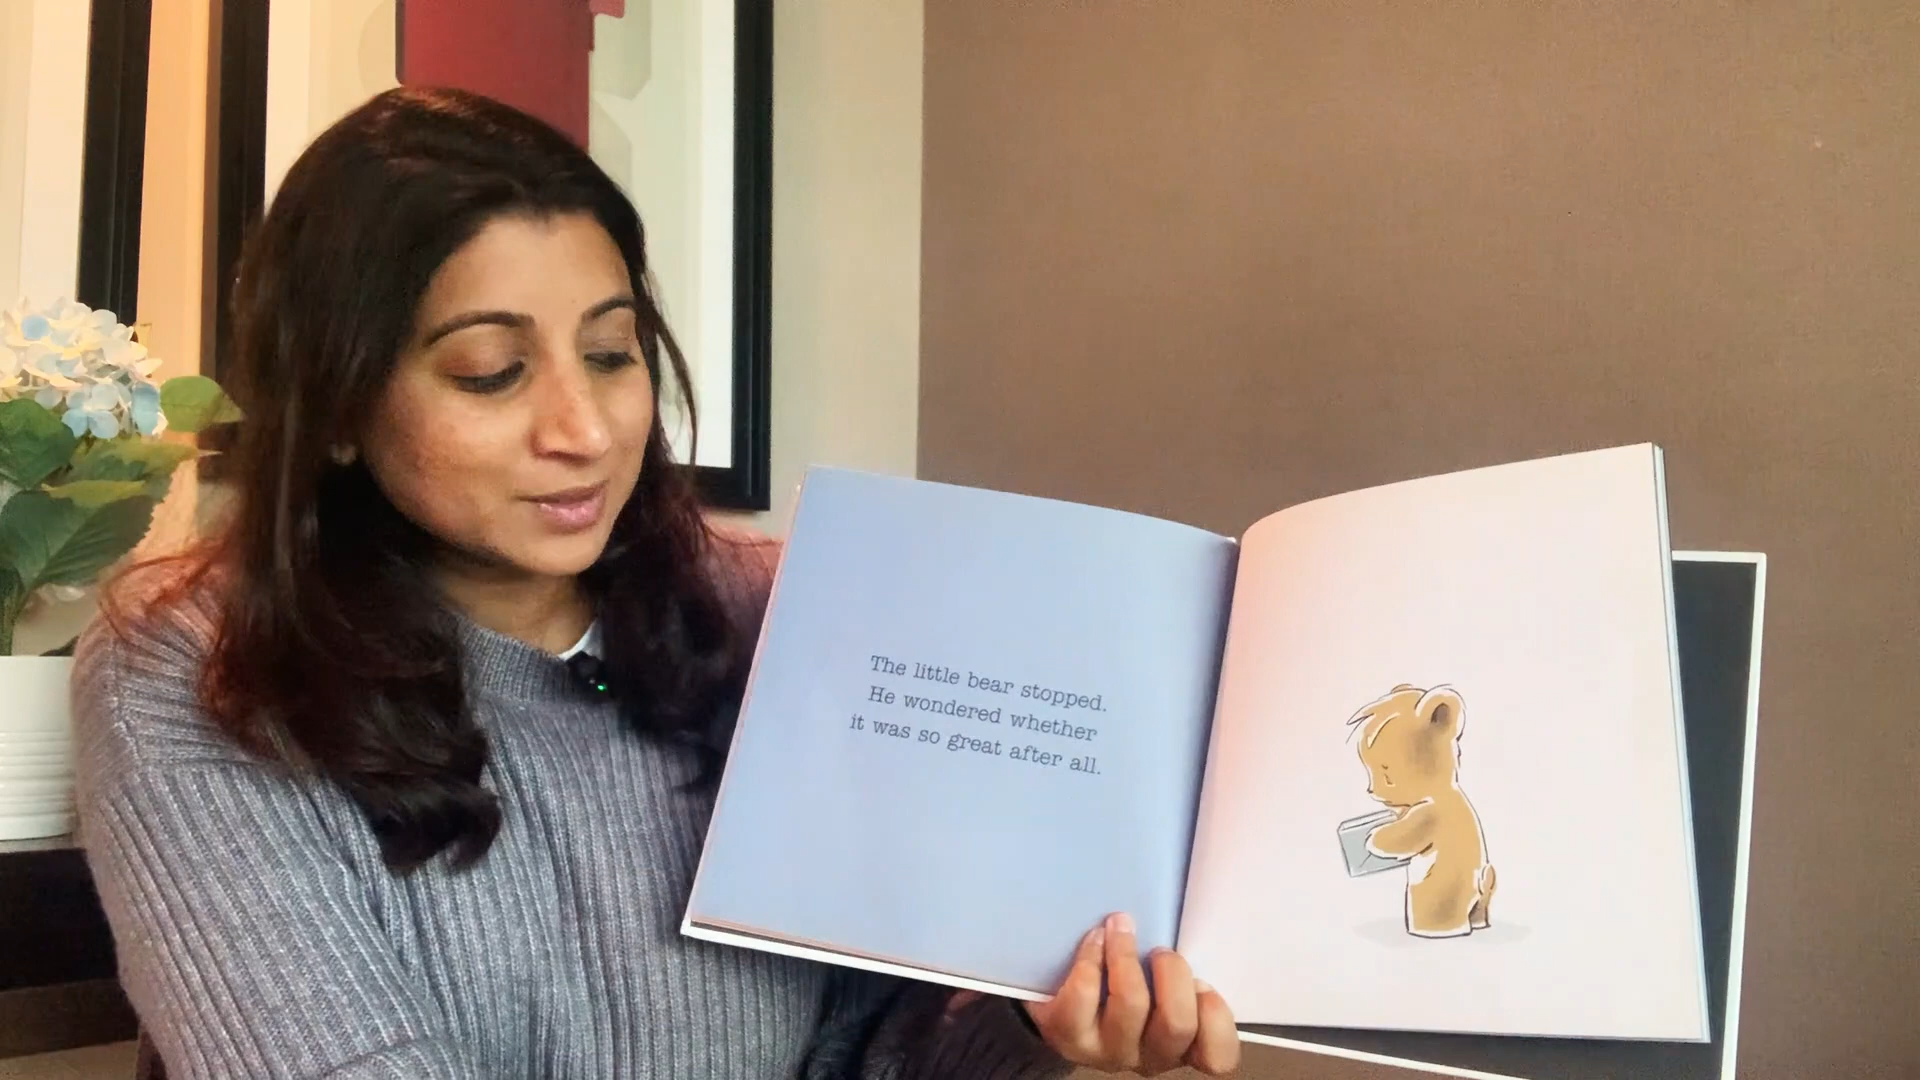 The little bear stopped.
He wondered whether
it was so great after all.